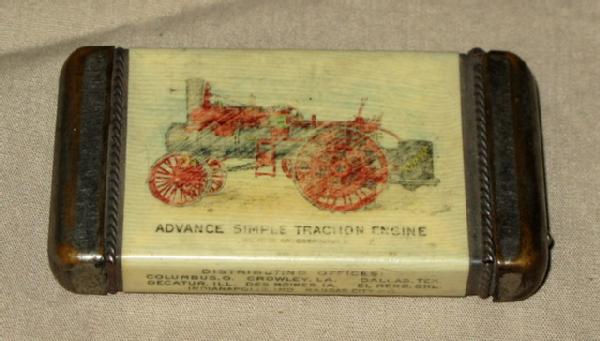 ADVANCE SIMPLE TRACTION ENGINE
DISTRIBUTING OFFICES.
COLUMBUS, O. CROWLEY, LA. DALLAS, TEX.
DECATUR, ILL. DES MOINES, IA. EL RENO, OKL.
INDIANAPOLIS, IND. KANSAS CITY,